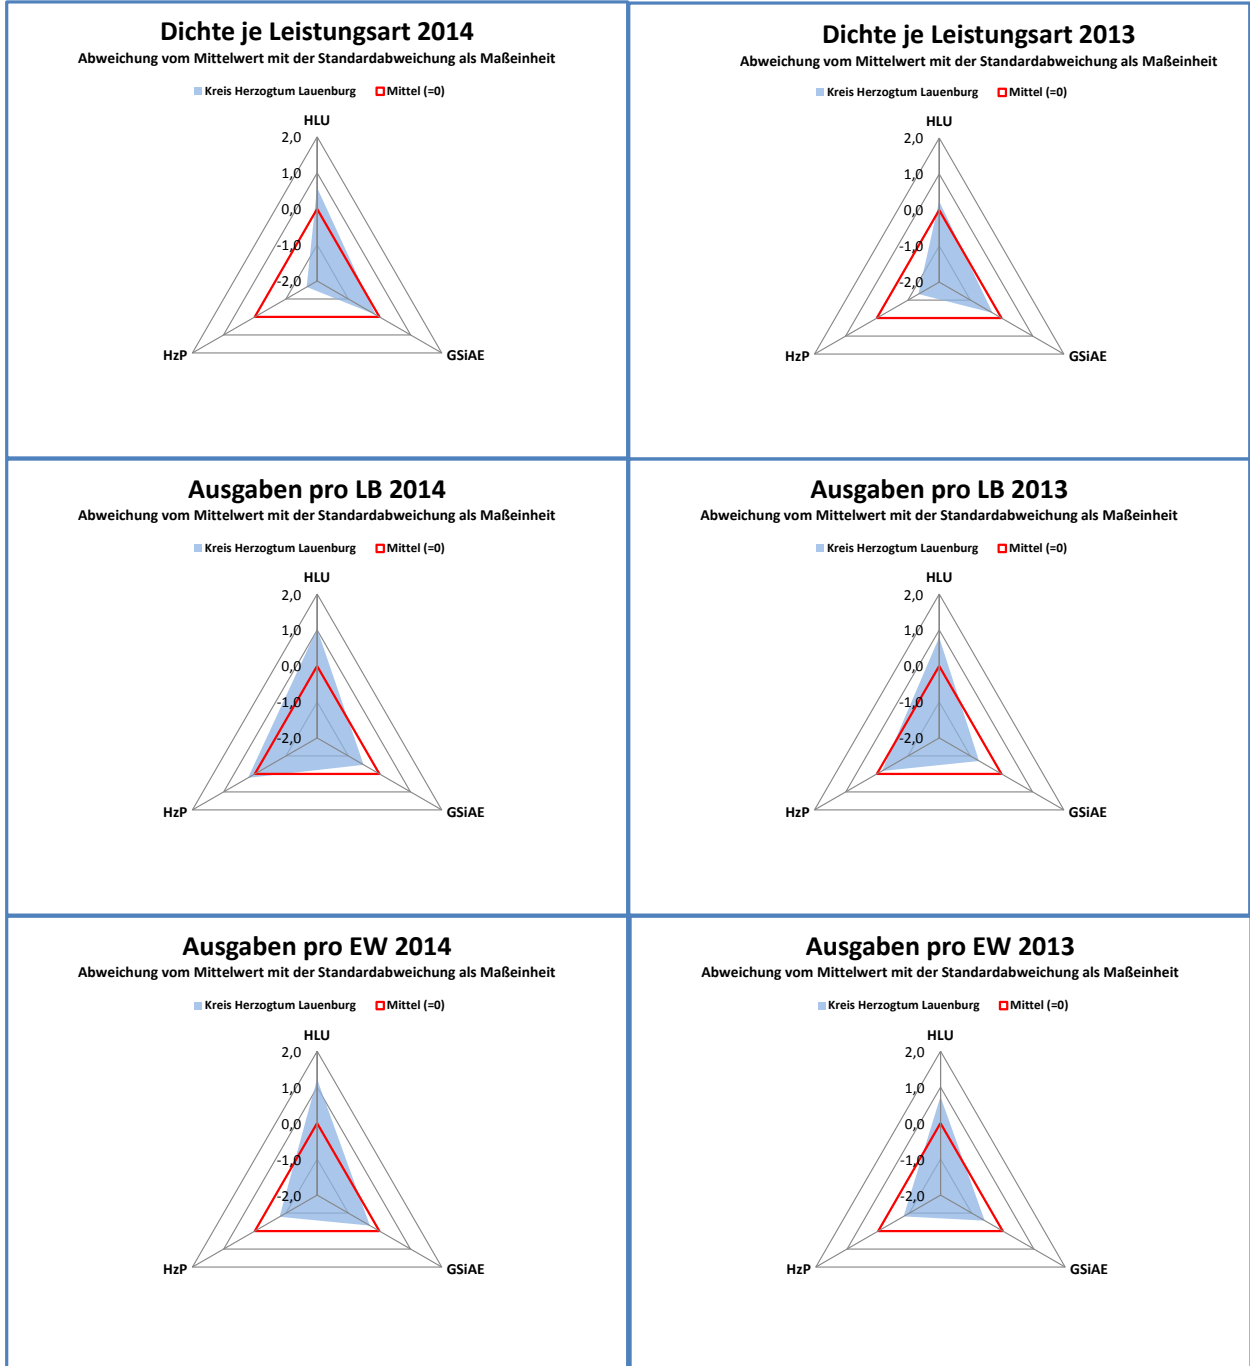 Dichte je Leistungsart 2014
Abweichung vom Mittelwert mit der Standardabweichung als Maßeinheit
Kreis Herzogtum Lauenburg Mittel (=0)
HLU
2,0
1,0
0,0
-1,0
-2,0
HzP GSiAE
Dichte je Leistungsart 2013
Abweichung vom Mittelwert mit der Standardabweichung als Maßeinheit
Kreis Herzogtum Lauenburg Mittel (=0)
HLU
2,0
1,0
0,0
-1,0
-2,0
HzP GSiAE
Ausgaben pro LB 2014
Abweichung vom Mittelwert mit der Standardabweichung als Maßeinheit
Kreis Herzogtum Lauenburg Mittel (=0)
HLU
2,0
1,0
0,0
-1,0
-2,0
HzP GSiAE
Ausgaben pro LB 2013
Abweichung vom Mittelwert mit der Standardabweichung als Maßeinheit
Kreis Herzogtum Lauenburg Mittel (=0)
HLU
2,0
1,0
0,0
-1,0
-2,0
HzP GSiAE
Ausgaben pro EW 2014
Abweichung vom Mittelwert mit der Standardabweichung als Maßeinheit
Kreis Herzogtum Lauenburg Mittel (=0)
HLU
2,0
1,0
0,0
-1,0
-2,0
HzP GSiAE
Ausgaben pro EW 2013
Abweichung vom Mittelwert mit der Standardabweichung als Maßeinheit
Kreis Herzogtum Lauenburg Mittel (=0)
HLU
2,0
1,0
0,0
-1,0
-2,0
HzP GSiAE